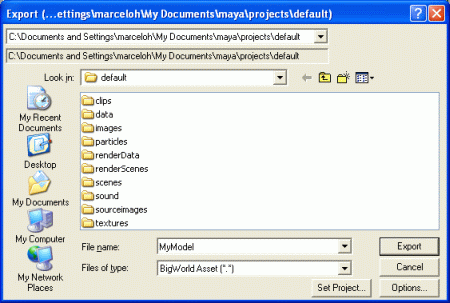 Export (...ettings\marceloh\My Documents\maya\projects\default)
C:\Documents and Settings\marceloh\My Documents\maya\projects\default
C:\Documents and Settings\marceloh\My Documents\maya\projects\default
Look in: default
My Recent Documents
Desktop
My Documents
My Computer
My Network Places
clips
data
images
particles
renderData
renderScenes
scenes
sound
sourceimages
textures
File name: MyModel Export
Files of type: BigWorld Asset (*.*) Cancel
Set Project... Options...